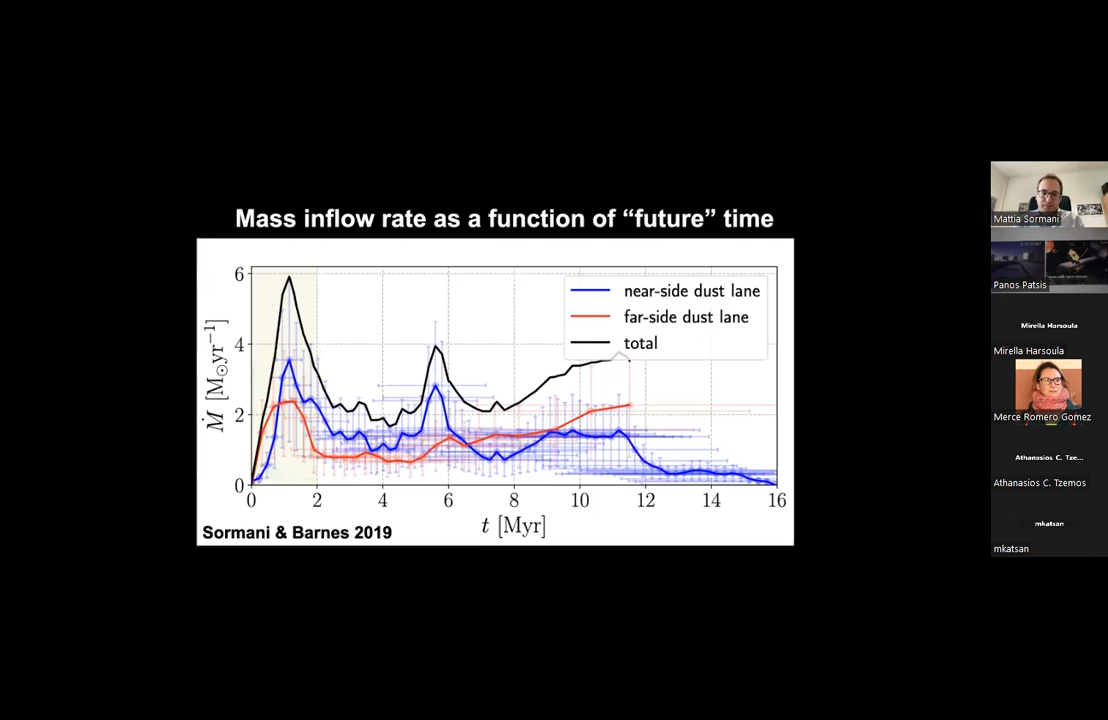 Mass inflow rate as a function of “future” time
6
4
2
0
Ṁ [M⊙yr⁻¹]
near-side dust lane
far-side dust lane
total
0 2 4 6 8 10 12 14 16
t [Myr]
Sormani & Barnes 2019
Mattia Sormani
Panos Patsis
Mirella Harsoula
Mirella Harsoula
Merce Romero Gomez
Athanasios C. Tze...
Athanasios C. Tzemos
mkatsan
mkatsan